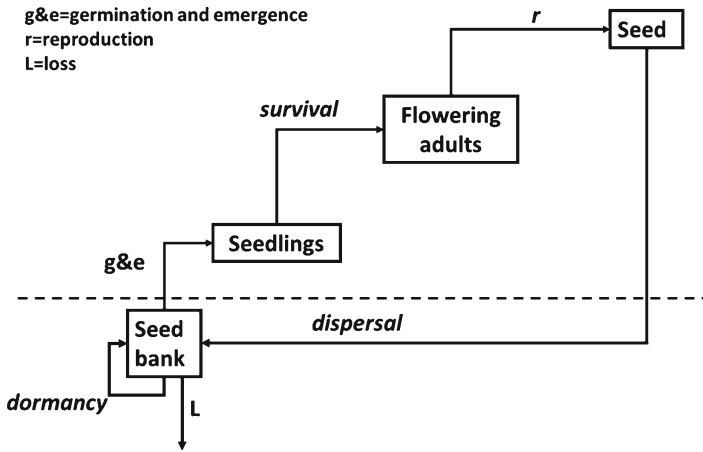 g&e=germination and emergence
r=reproduction
L=loss
r
Seed
survival
Flowering
adults
Seedlings
g&e
dispersal
Seed
bank
dormancy
L